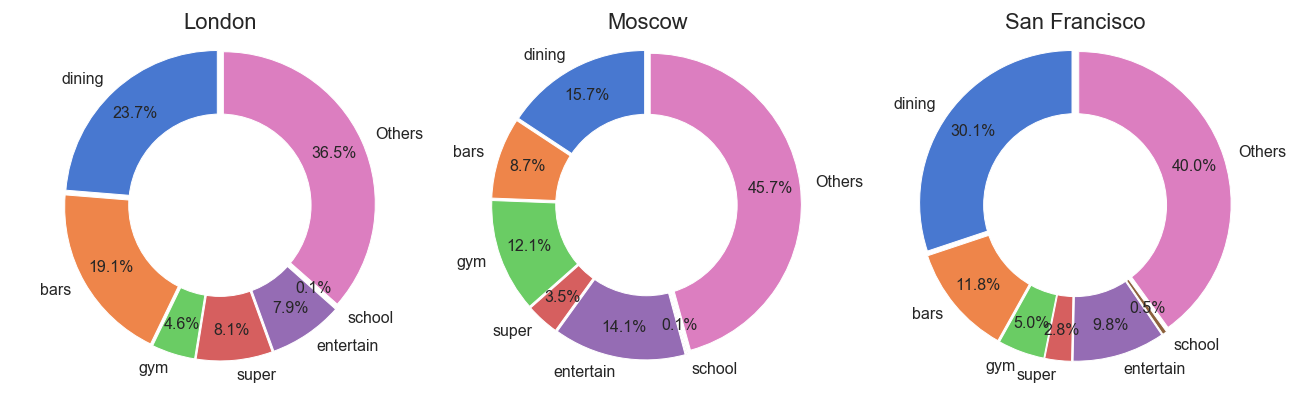 London
dining
23.7%
bars
19.1%
gym
4.6%
super
8.1%
entertain
7.9%
school
0.1%
Others
36.5%
Moscow
dining
15.7%
bars
8.7%
gym
12.1%
super
3.5%
entertain
14.1%
school
0.1%
Others
45.7%
San Francisco
dining
30.1%
bars
11.8%
gym
5.0%
super
2.8%
entertain
9.8%
school
0.5%
Others
40.0%